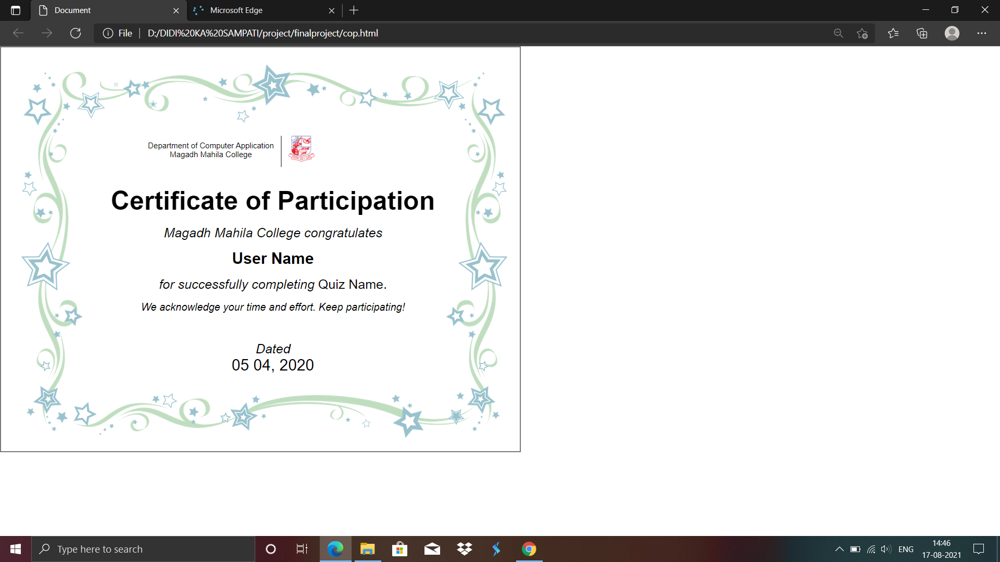 Document
Microsoft Edge
File
D:/DIDI%20KA%20SAMPATI/project/finalproject/cop.html
Department of Computer Application
Magadh Mahila College
Certificate of Participation
Magadh Mahila College congratulates
User Name
for successfully completing Quiz Name.
We acknowledge your time and effort. Keep participating!
Dated
05 04, 2020
Type here to search
ENG
14:46
17-08-2021